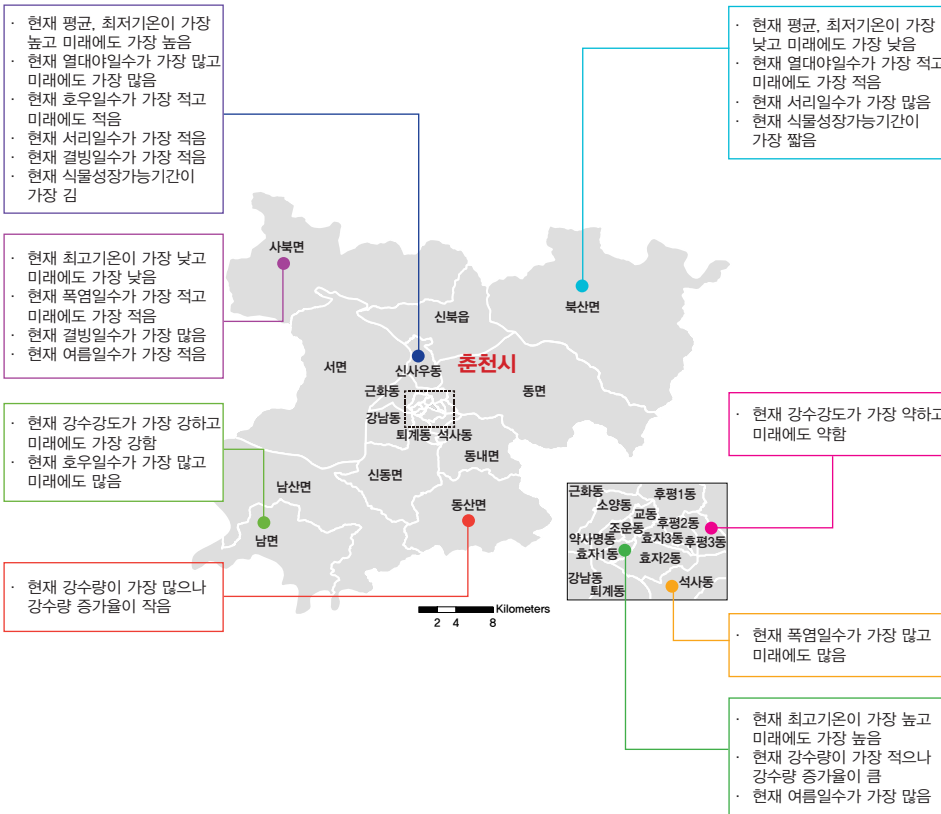 · 현재 평균, 최저기온이 가장
높고 미래에도 가장 높음
· 현재 열대야일수가 가장 많고
미래에도 가장 많음
· 현재 호우일수가 가장 적고
미래에도 적음
· 현재 서리일수가 가장 적음
· 현재 결빙일수가 가장 적음
· 현재 식물성장가능기간이
가장 김
· 현재 평균, 최저기온이 가장
낮고 미래에도 가장 낮음
· 현재 열대야일수가 가장 적고
미래에도 가장 적음
· 현재 서리일수가 가장 많음
· 현재 식물성장가능기간이
가장 짧음
· 현재 최고기온이 가장 낮고
미래에도 가장 낮음
· 현재 폭염일수가 가장 적고
미래에도 가장 적음
· 현재 결빙일수가 가장 많음
· 현재 여름일수가 가장 적음
· 현재 강수강도가 가장 강하고
미래에도 가장 강함
· 현재 호우일수가 가장 많고
미래에도 많음
· 현재 강수량이 가장 많으나
강수량 증가율이 작음
사북면
신북읍
북산면
서면
신사우동
춘천시
동면
근화동
강남동
퇴계동 석사동
동내면
신동면
남산면
동산면
남면
Kilometers
2 4 8
· 현재 강수강도가 가장 약하고
미래에도 약함
근화동
후평1동
소양동
교동
조운동
후평2동
약사명동
효자3동
후평3동
효자1동
효자2동
강남동
석사동
퇴계동
· 현재 폭염일수가 가장 많고
미래에도 많음
· 현재 최고기온이 가장 높고
미래에도 가장 높음
· 현재 강수량이 가장 적으나
강수량 증가율이 큼
· 현재 여름일수가 가장 많음